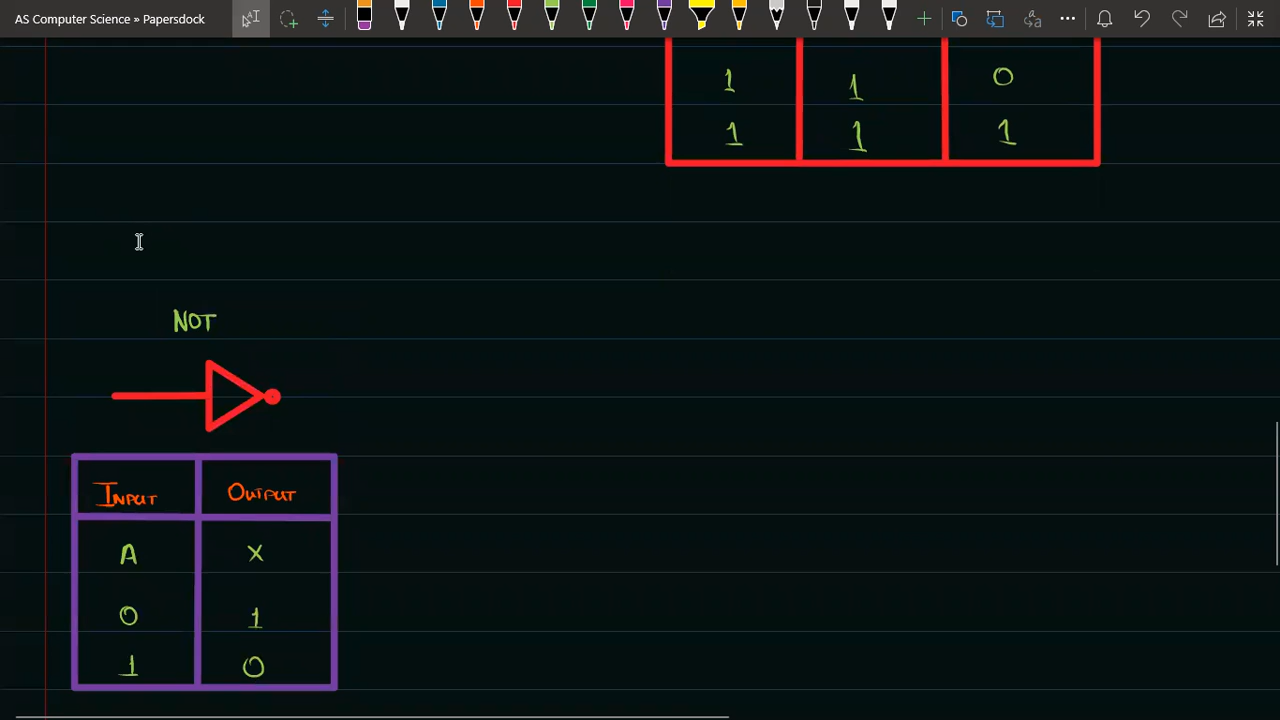 AS Computer Science » Papersdock
1 1 0
1 1 1
NOT
INPUT OUTPUT
A X
0 1
1 0